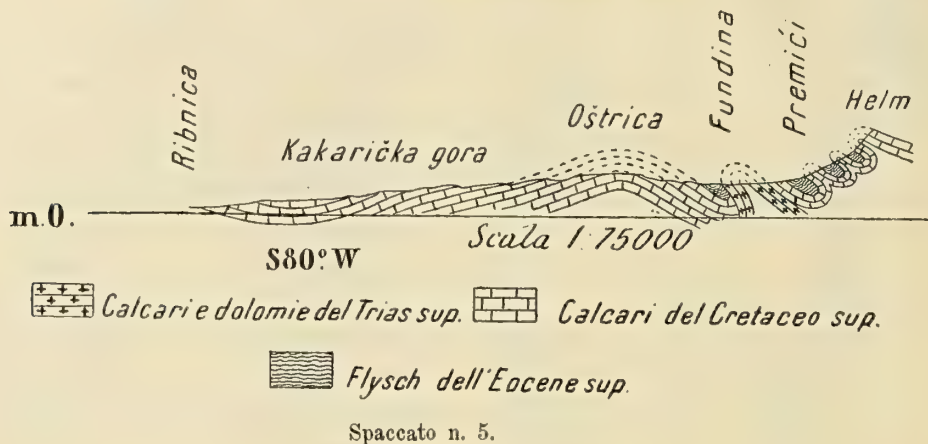 Ribnica
Kakarička gora
Oštrica
Fundina
Premići
Helm
m.0.
S80º W
Scala 1:75000
Calcari e dolomie del Trias sup.
Calcari del Cretaceo sup.
Flysch dell'Eocene sup.
Spaccato n. 5.